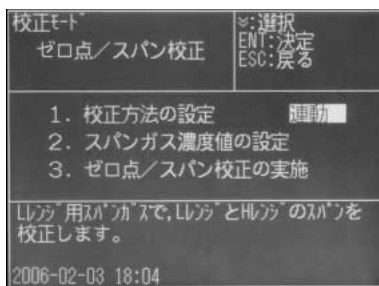 校正ﾓｰﾄﾞ
ゼロ点／スパン校正
≫:選択
ENT:決定
ESC:戻る
1. 校正方法の設定 連動
2. スパンガス濃度値の設定
3. ゼロ点／スパン校正の実施
Lﾚﾝｼﾞ用ｽﾊﾟﾝｶﾞｽで,LﾚﾝｼﾞとHﾚﾝｼﾞのｽﾊﾟﾝを
校正します。
2006-02-03 18:04